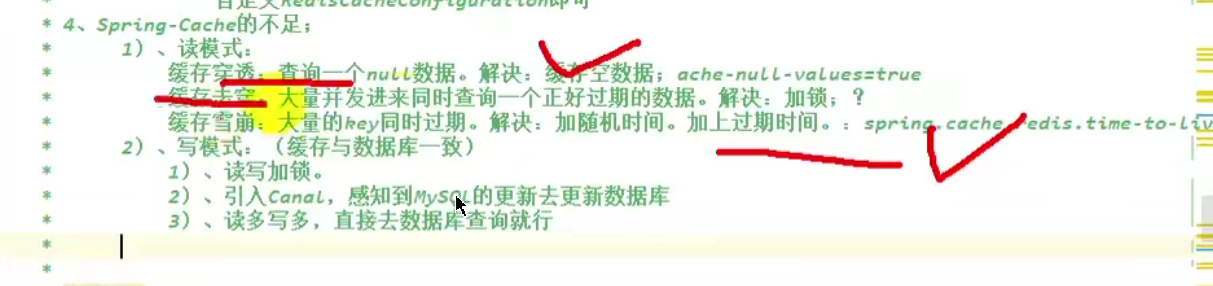 * 自定义RedisCacheConfiguration即可
* 4、Spring-Cache的不足；
* 1）、读模式：
* 缓存穿透：查询一个null数据。解决：缓存空数据；ache-null-values=true
* 缓存击穿：大量并发进来同时查询一个正好过期的数据。解决：加锁；？
* 缓存雪崩：大量的key同时过期。解决：加随机时间。加上过期时间。：spring.cache.redis.time-to-liv
* 2）、写模式：（缓存与数据库一致）
* 1）、读写加锁。
* 2）、引入Canal，感知到MySQL的更新去更新数据库
* 3）、读多写多，直接去数据库查询就行
*
*